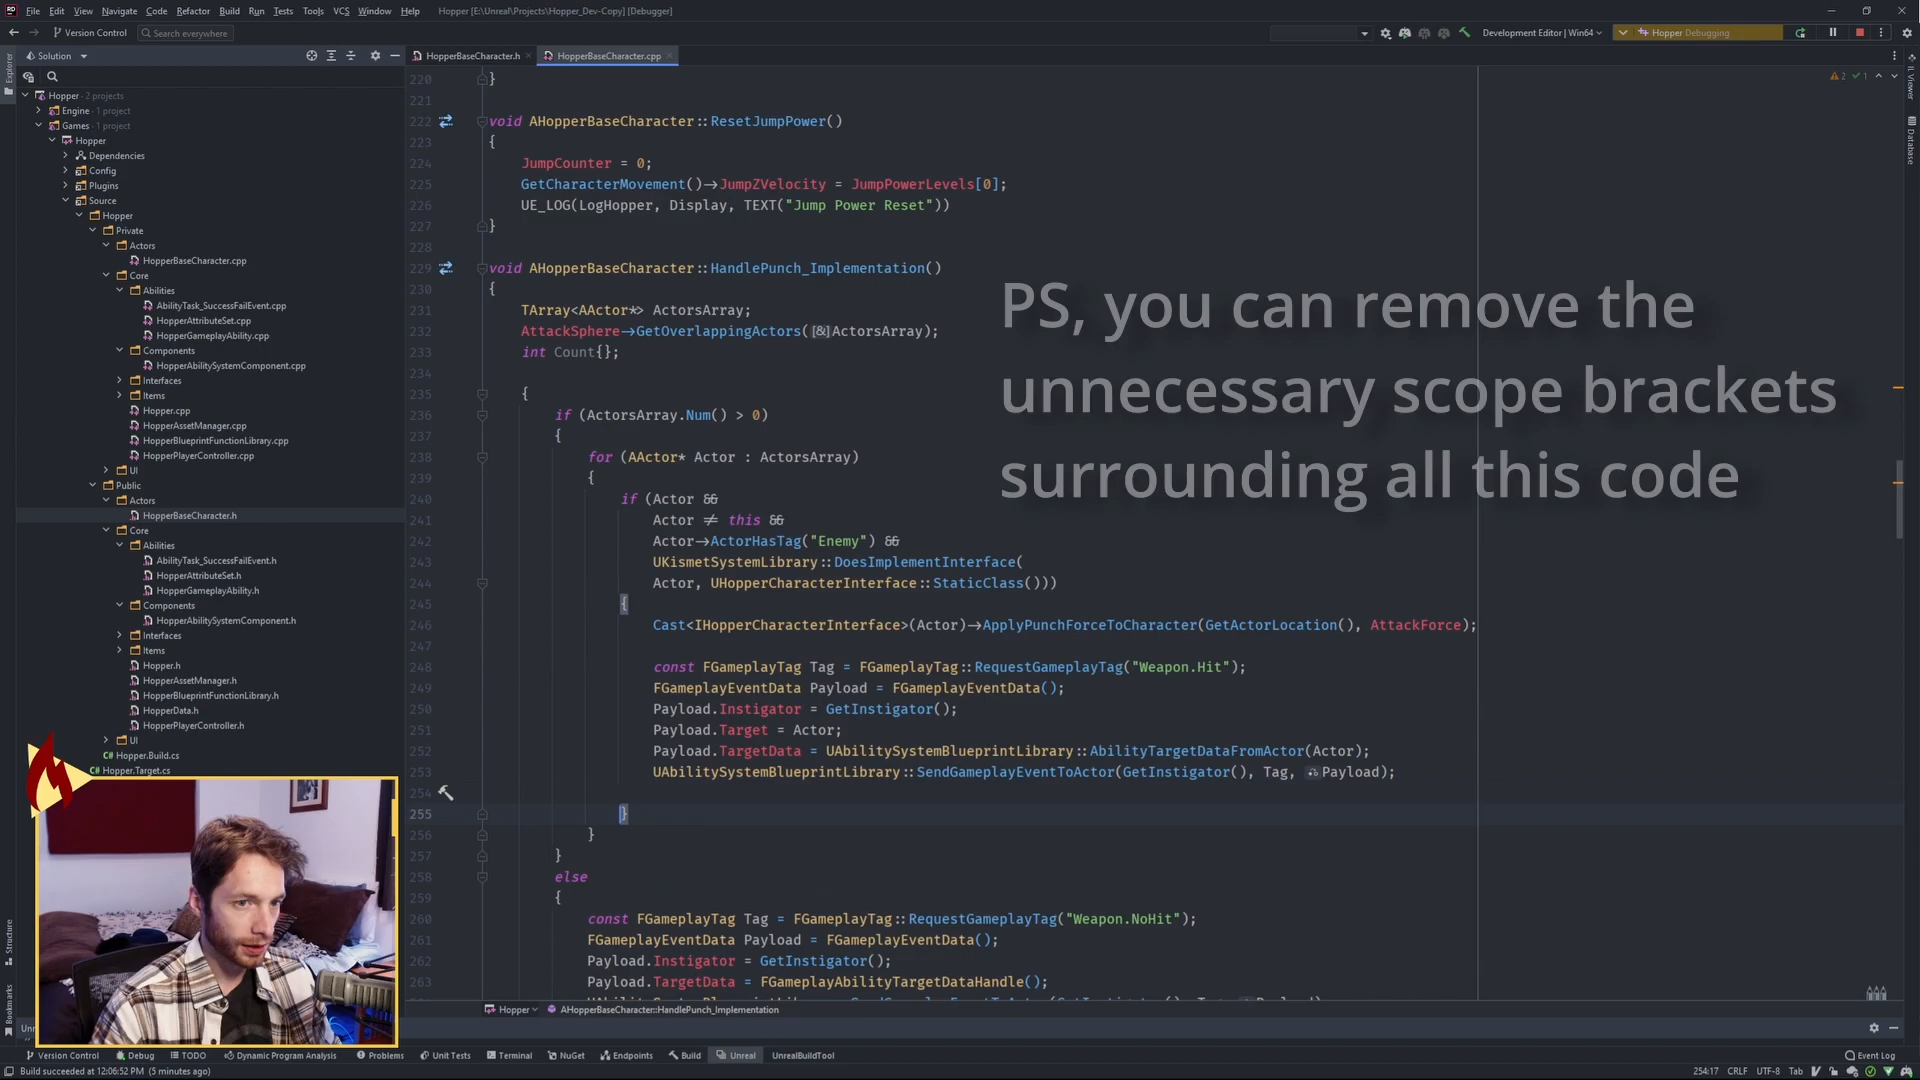 File Edit View Navigate Code Refactor Build Run Tests Tools VCS Window Help Hopper [E:\Unreal\Projects\Hopper_Dev-Copy] [Debugger]
Version Control Search everywhere Development Editor | Win64 Hopper Debugging
Solution HopperBaseCharacter.h HopperBaseCharacter.cpp
Explorer
Hopper · 2 projects
Engine · 1 project
Games · 1 project
Hopper
Dependencies
Config
Plugins
Source
Hopper
Private
Actors
HopperBaseCharacter.cpp
Core
Abilities
AbilityTask_SuccessFailEvent.cpp
HopperAttributeSet.cpp
HopperGameplayAbility.cpp
Components
HopperAbilitySystemComponent.cpp
Interfaces
Items
Hopper.cpp
HopperAssetManager.cpp
HopperBlueprintFunctionLibrary.cpp
HopperPlayerController.cpp
UI
Public
Actors
HopperBaseCharacter.h
Core
Abilities
AbilityTask_SuccessFailEvent.h
HopperAttributeSet.h
HopperGameplayAbility.h
Components
HopperAbilitySystemComponent.h
Interfaces
Items
Hopper.h
HopperAssetManager.h
HopperBlueprintFunctionLibrary.h
HopperData.h
HopperPlayerController.h
UI
Hopper.Build.cs
Hopper.Target.cs
220 }
221
222 void AHopperBaseCharacter::ResetJumpPower()
223 {
224 JumpCounter = 0;
225 GetCharacterMovement()->JumpZVelocity = JumpPowerLevels[0];
226 UE_LOG(LogHopper, Display, TEXT("Jump Power Reset"))
227 }
228
229 void AHopperBaseCharacter::HandlePunch_Implementation()
230 {
231 TArray<AActor*> ActorsArray;
232 AttackSphere->GetOverlappingActors([&]ActorsArray);
233 int Count{};
234
235 {
236 if (ActorsArray.Num() > 0)
237 {
238 for (AActor* Actor : ActorsArray)
239 {
240 if (Actor &&
241 Actor != this &&
242 Actor->ActorHasTag("Enemy") &&
243 UKismetSystemLibrary::DoesImplementInterface(
244 Actor, UHopperCharacterInterface::StaticClass()))
245 {
246 Cast<IHopperCharacterInterface>(Actor)->ApplyPunchForceToCharacter(GetActorLocation(), AttackForce);
247
248 const FGameplayTag Tag = FGameplayTag::RequestGameplayTag("Weapon.Hit");
249 FGameplayEventData Payload = FGameplayEventData();
250 Payload.Instigator = GetInstigator();
251 Payload.Target = Actor;
252 Payload.TargetData = UAbilitySystemBlueprintLibrary::AbilityTargetDataFromActor(Actor);
253 UAbilitySystemBlueprintLibrary::SendGameplayEventToActor(GetInstigator(), Tag, Payload);
254
255 }
256 }
257 }
258 else
259 {
260 const FGameplayTag Tag = FGameplayTag::RequestGameplayTag("Weapon.NoHit");
261 FGameplayEventData Payload = FGameplayEventData();
262 Payload.Instigator = GetInstigator();
263 Payload.TargetData = FGameplayAbilityTargetDataHandle();
PS, you can remove the
unnecessary scope brackets
surrounding all this code
2 1
IL Viewer
Database
Structure
Bookmarks
Hopper AHopperBaseCharacter::HandlePunch_Implementation
Version Control Debug TODO Dynamic Program Analysis Problems Unit Tests Terminal NuGet Endpoints Build Unreal UnrealBuildTool Event Log
Build succeeded at 12:06:52 PM (5 minutes ago) 254:17 CRLF UTF-8 Tab